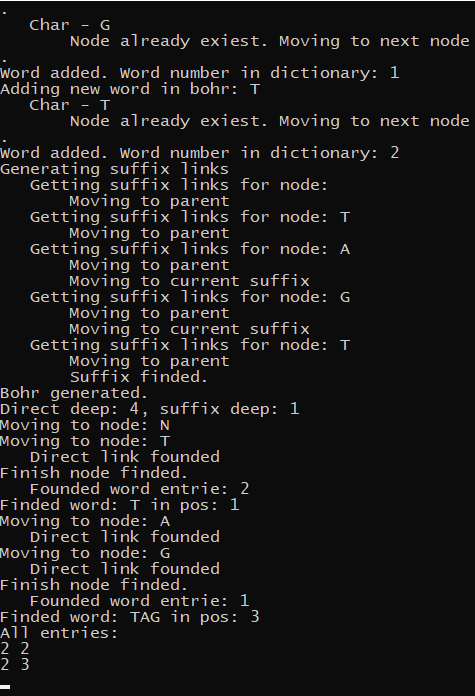 .
   Char – G
       Node already exiest. Moving to next node
.
Word added. Word number in dictionary: 1
Adding new word in bohr: T
   Char – T
       Node already exiest. Moving to next node
.
Word added. Word number in dictionary: 2
Generating suffix links
   Getting suffix links for node:
       Moving to parent
   Getting suffix links for node: T
       Moving to parent
   Getting suffix links for node: A
       Moving to parent
       Moving to current suffix
   Getting suffix links for node: G
       Moving to parent
       Moving to current suffix
   Getting suffix links for node: T
       Moving to parent
       Suffix finded.
Bohr generated.
Direct deep: 4, suffix deep: 1
Moving to node: N
Moving to node: T
   Direct link founded
Finish node finded.
   Founded word entrie: 2
Finded word: T in pos: 1
Moving to node: A
   Direct link founded
Moving to node: G
   Direct link founded
Finish node finded.
   Founded word entrie: 1
Finded word: TAG in pos: 3
All entries:
2 2
2 3